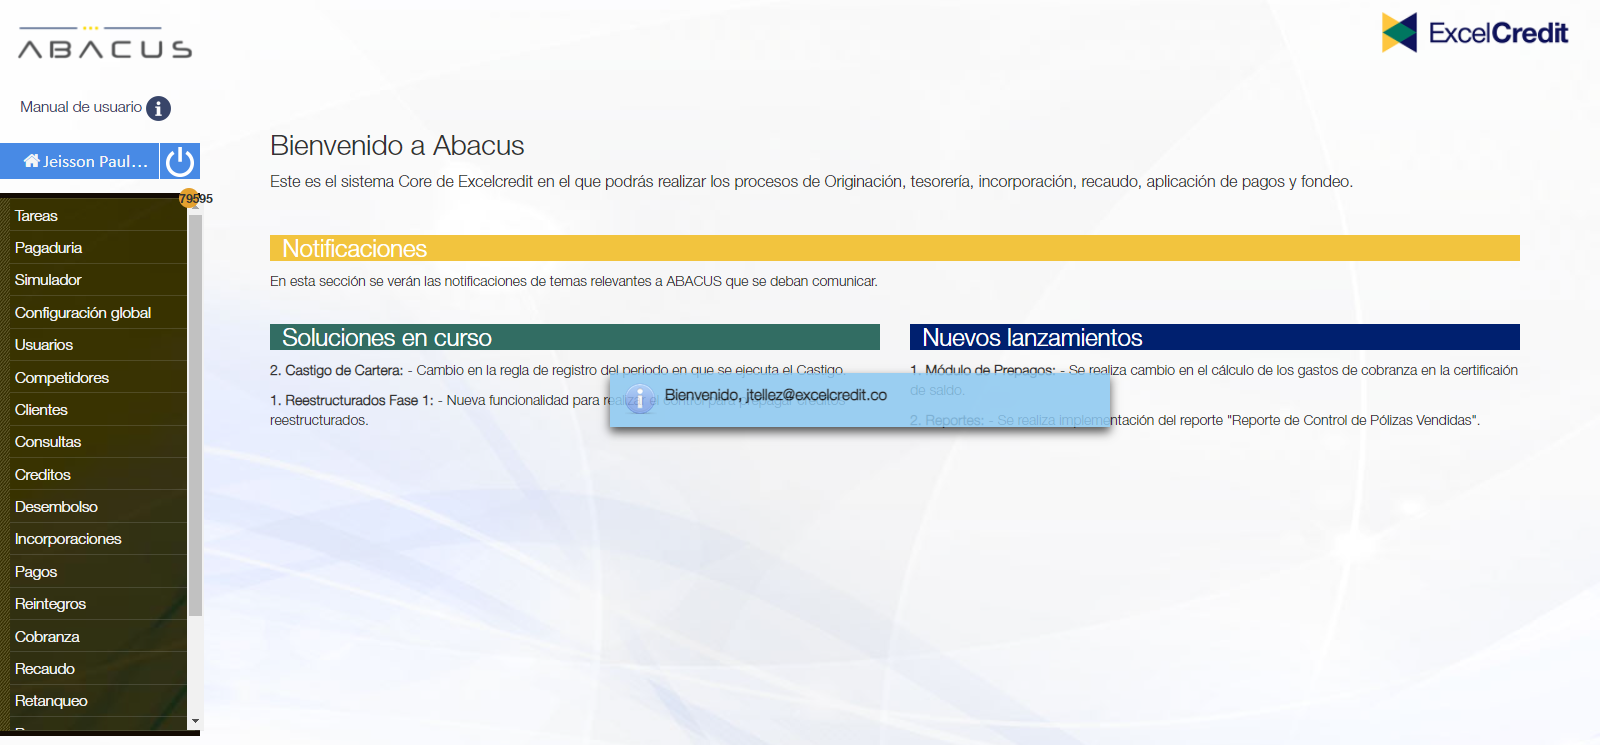 ABACUS
ExcelCredit
Manual de usuario
Jeisson Paul...
79595
Tareas
Pagaduria
Simulador
Configuración global
Usuarios
Competidores
Clientes
Consultas
Creditos
Desembolso
Incorporaciones
Pagos
Reintegros
Cobranza
Recaudo
Retanqueo
Bienvenido a Abacus
Este es el sistema Core de Excelcredit en el que podrás realizar los procesos de Originación, tesorería, incorporación, recaudo, aplicación de pagos y fondeo.
Notificaciones
En esta sección se verán las notificaciones de temas relevantes a ABACUS que se deban comunicar.
Soluciones en curso
2. Castigo de Cartera: - Cambio en la regla de registro del periodo en que se ejecuta el Castigo.
1. Reestructurados Fase 1: - Nueva funcionalidad para realizar el control para prepagar creditos
reestructurados.
Nuevos lanzamientos
1. Módulo de Prepagos: - Se realiza cambio en el cálculo de los gastos de cobranza en la certificaión
de saldo.
2. Reportes: - Se realiza implementación del reporte "Reporte de Control de Pólizas Vendidas".
Bienvenido, jtellez@excelcredit.co